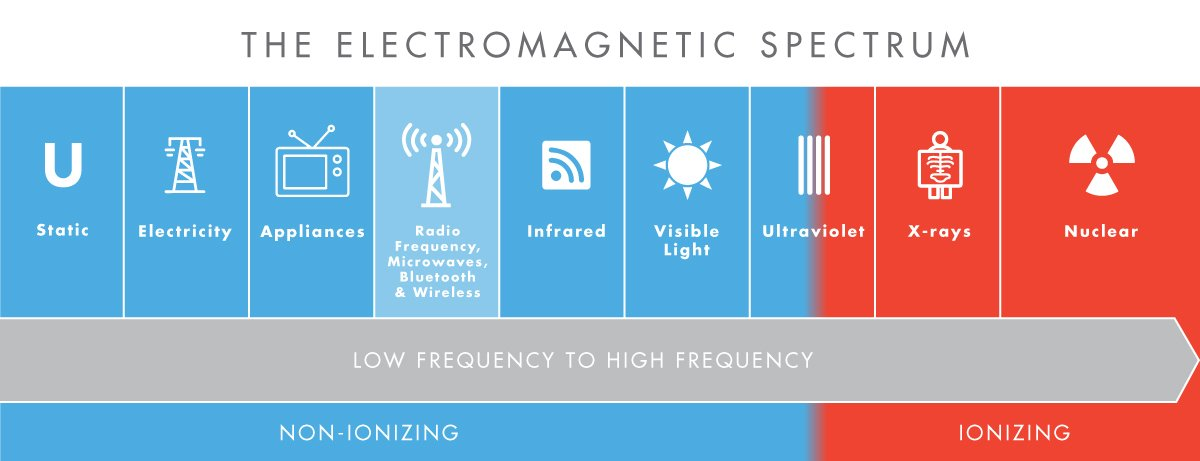 THE ELECTROMAGNETIC SPECTRUM
Static
Electricity
Appliances
Radio
Frequency,
Microwaves,
Bluetooth
& Wireless
Infrared
Visible
Light
Ultraviolet
X-rays
Nuclear
LOW FREQUENCY TO HIGH FREQUENCY
NON-IONIZING
IONIZING